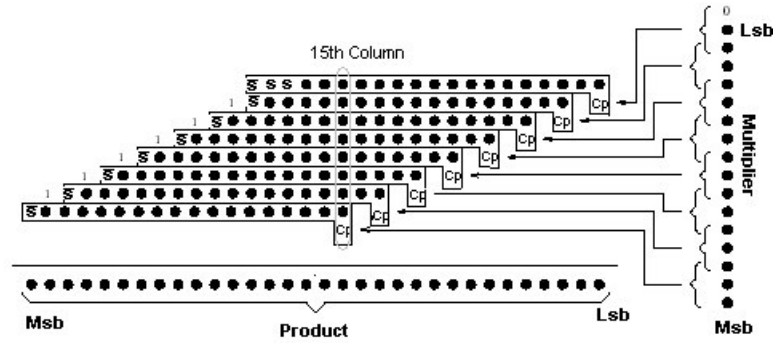 0
Lsb
15th Column
S S S
1 S Cp
1 S Cp
1 S Cp
1 S Cp
1 S Cp
1 S Cp
S Cp
Cp
Multiplier
Msb
Product
Lsb
Msb